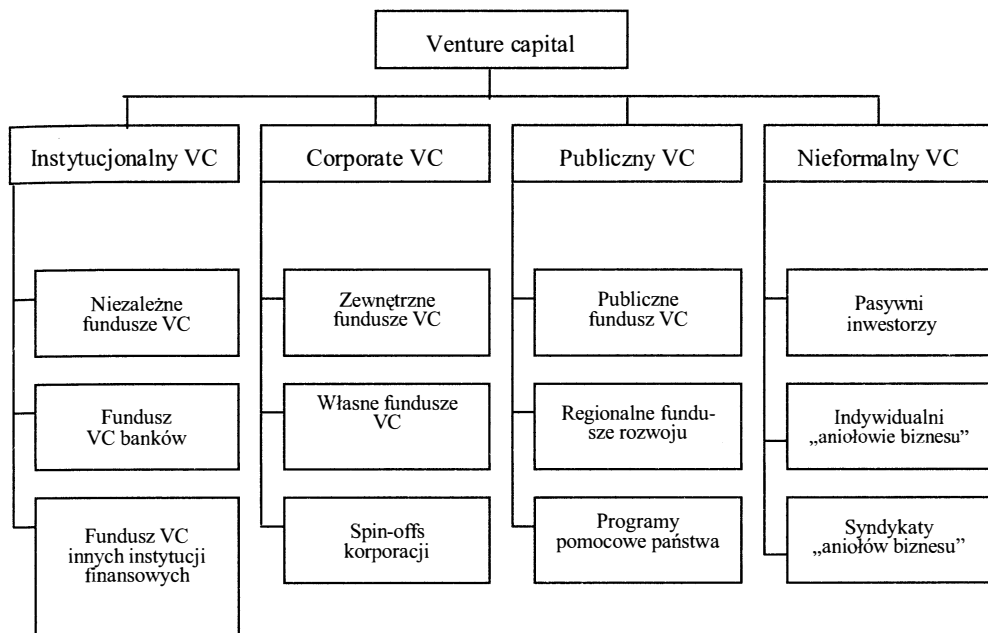 Venture capital
Instytucjonalny VC
Corporate VC
Publiczny VC
Nieformalny VC
Niezależne
fundusze VC
Zewnętrzne
fundusze VC
Publiczne
fundusz VC
Pasywni
inwestorzy
Fundusz
VC banków
Własne fundusze
VC
Regionalne fundu-
sze rozwoju
Indywidualni
„aniołowie biznesu”
Fundusz VC
innych instytucji
finansowych
Spin-offs
korporacji
Programy
pomocowe państwa
Syndykaty
„aniołów biznesu”